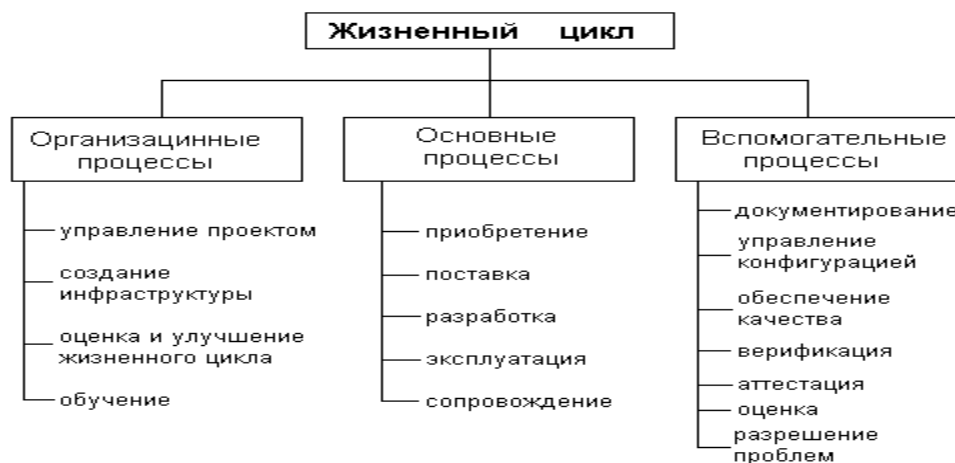 Жизненный цикл
Организацинные
процессы
управление проектом
создание
инфраструктуры
оценка и улучшение
жизненного цикла
обучение
Основные
процессы
приобретение
поставка
разработка
эксплуатация
сопровождение
Вспомогательные
процессы
документирование
управление
конфигурацией
обеспечение
качества
верификация
аттестация
оценка
разрешение
проблем